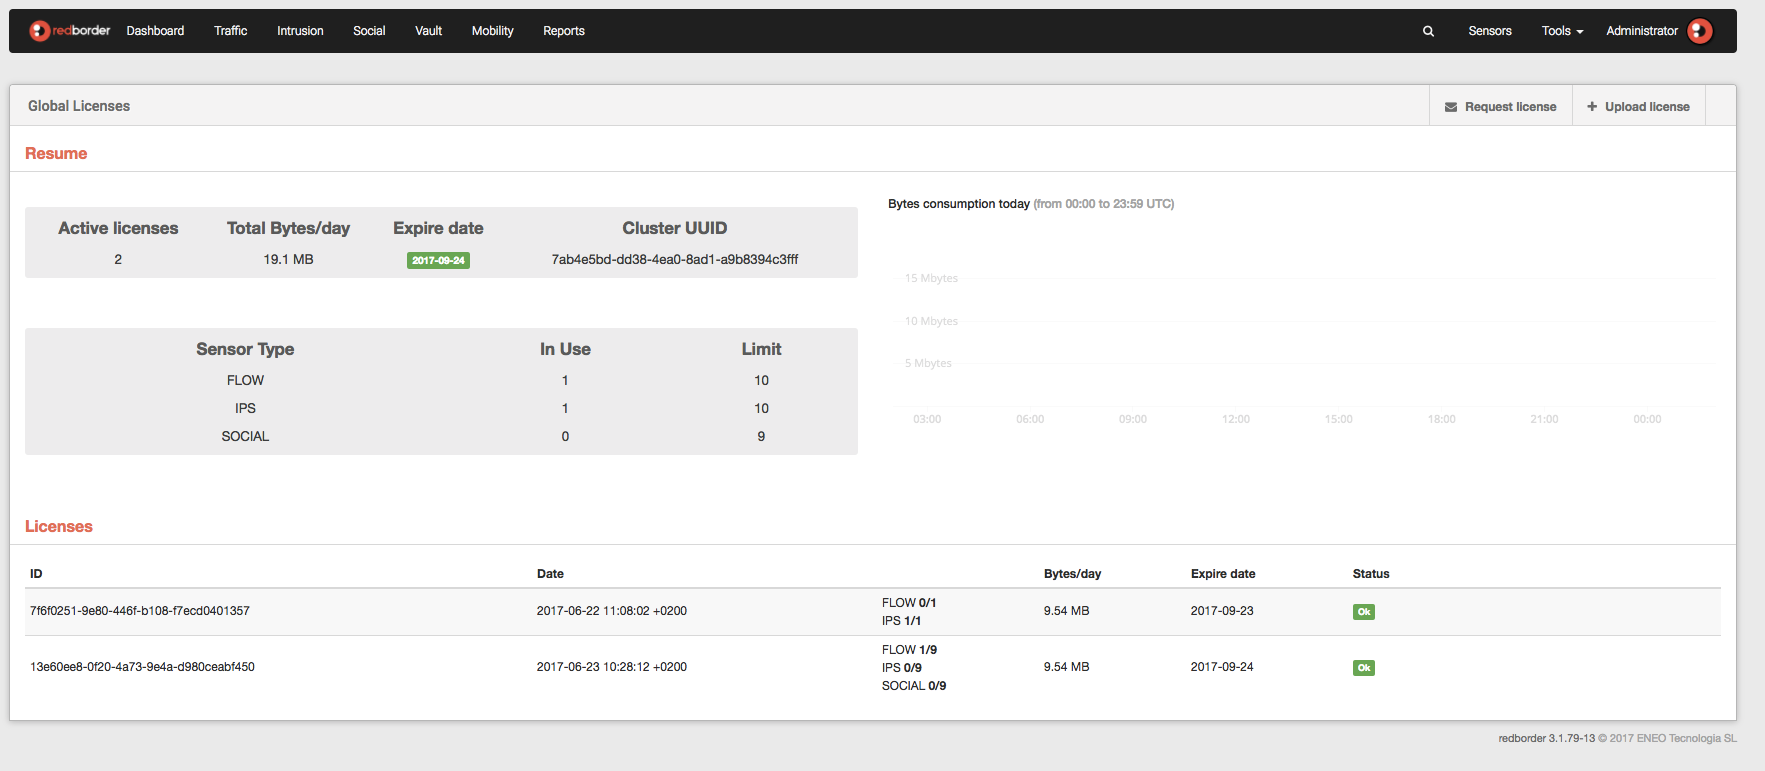 redborder Dashboard Traffic Intrusion Social Vault Mobility Reports Sensors Tools Administrator
Global Licenses Request license Upload license
Resume
Bytes consumption today (from 00:00 to 23:59 UTC)
Active licenses Total Bytes/day Expire date Cluster UUID
2 19.1 MB 2017-09-24 7ab4e5bd-dd38-4ea0-8ad1-a9b8394c3fff
15 Mbytes
10 Mbytes
5 Mbytes
03:00 06:00 09:00 12:00 15:00 18:00 21:00 00:00
Sensor Type In Use Limit
FLOW 1 10
IPS 1 10
SOCIAL 0 9
Licenses
ID Date Bytes/day Expire date Status
7f6f0251-9e80-446f-b108-f7ecd0401357 2017-06-22 11:08:02 +0200 FLOW 0/1 9.54 MB 2017-09-23 Ok
IPS 1/1
13e60ee8-0f20-4a73-9e4a-d980ceabf450 2017-06-23 10:28:12 +0200 FLOW 1/9 9.54 MB 2017-09-24 Ok
IPS 0/9
SOCIAL 0/9
redborder 3.1.79-13 © 2017 ENEO Tecnologia SL